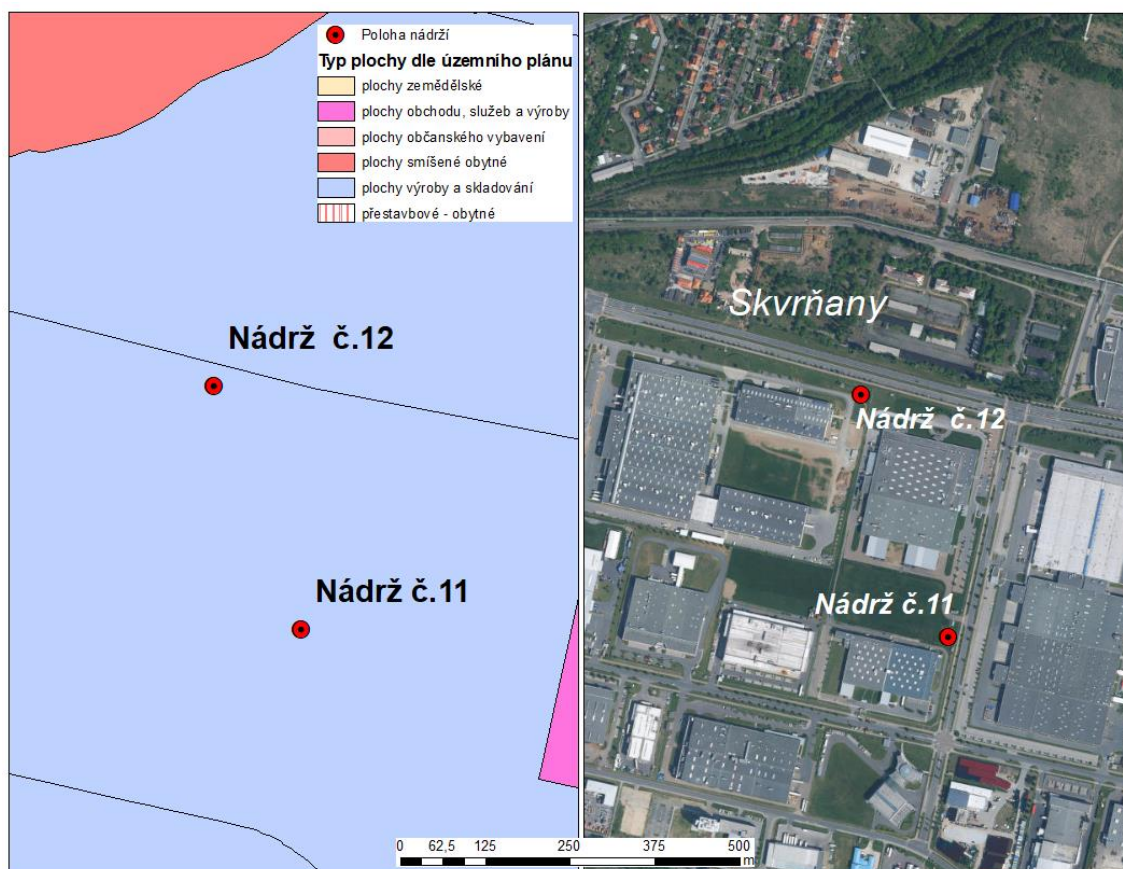 Poloha nádrží
Typ plochy dle územního plánu
plochy zemědělské
plochy obchodu, služeb a výroby
plochy občanského vybavení
plochy smíšené obytné
plochy výroby a skladování
přestavbové - obytné
Nádrž č.12
Nádrž č.11
Skvrňany
Nádrž č.12
Nádrž č.11
0 62,5 125 250 375 500
m